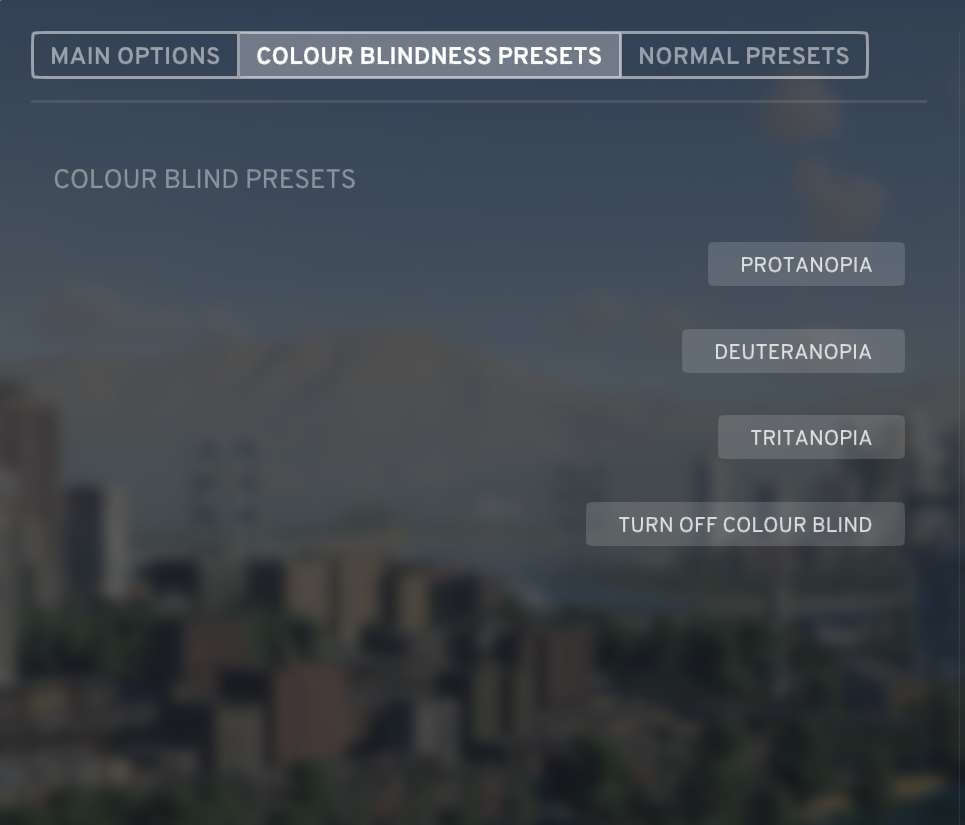 MAIN OPTIONS COLOUR BLINDNESS PRESETS NORMAL PRESETS
COLOUR BLIND PRESETS
PROTANOPIA
DEUTERANOPIA
TRITANOPIA
TURN OFF COLOUR BLIND